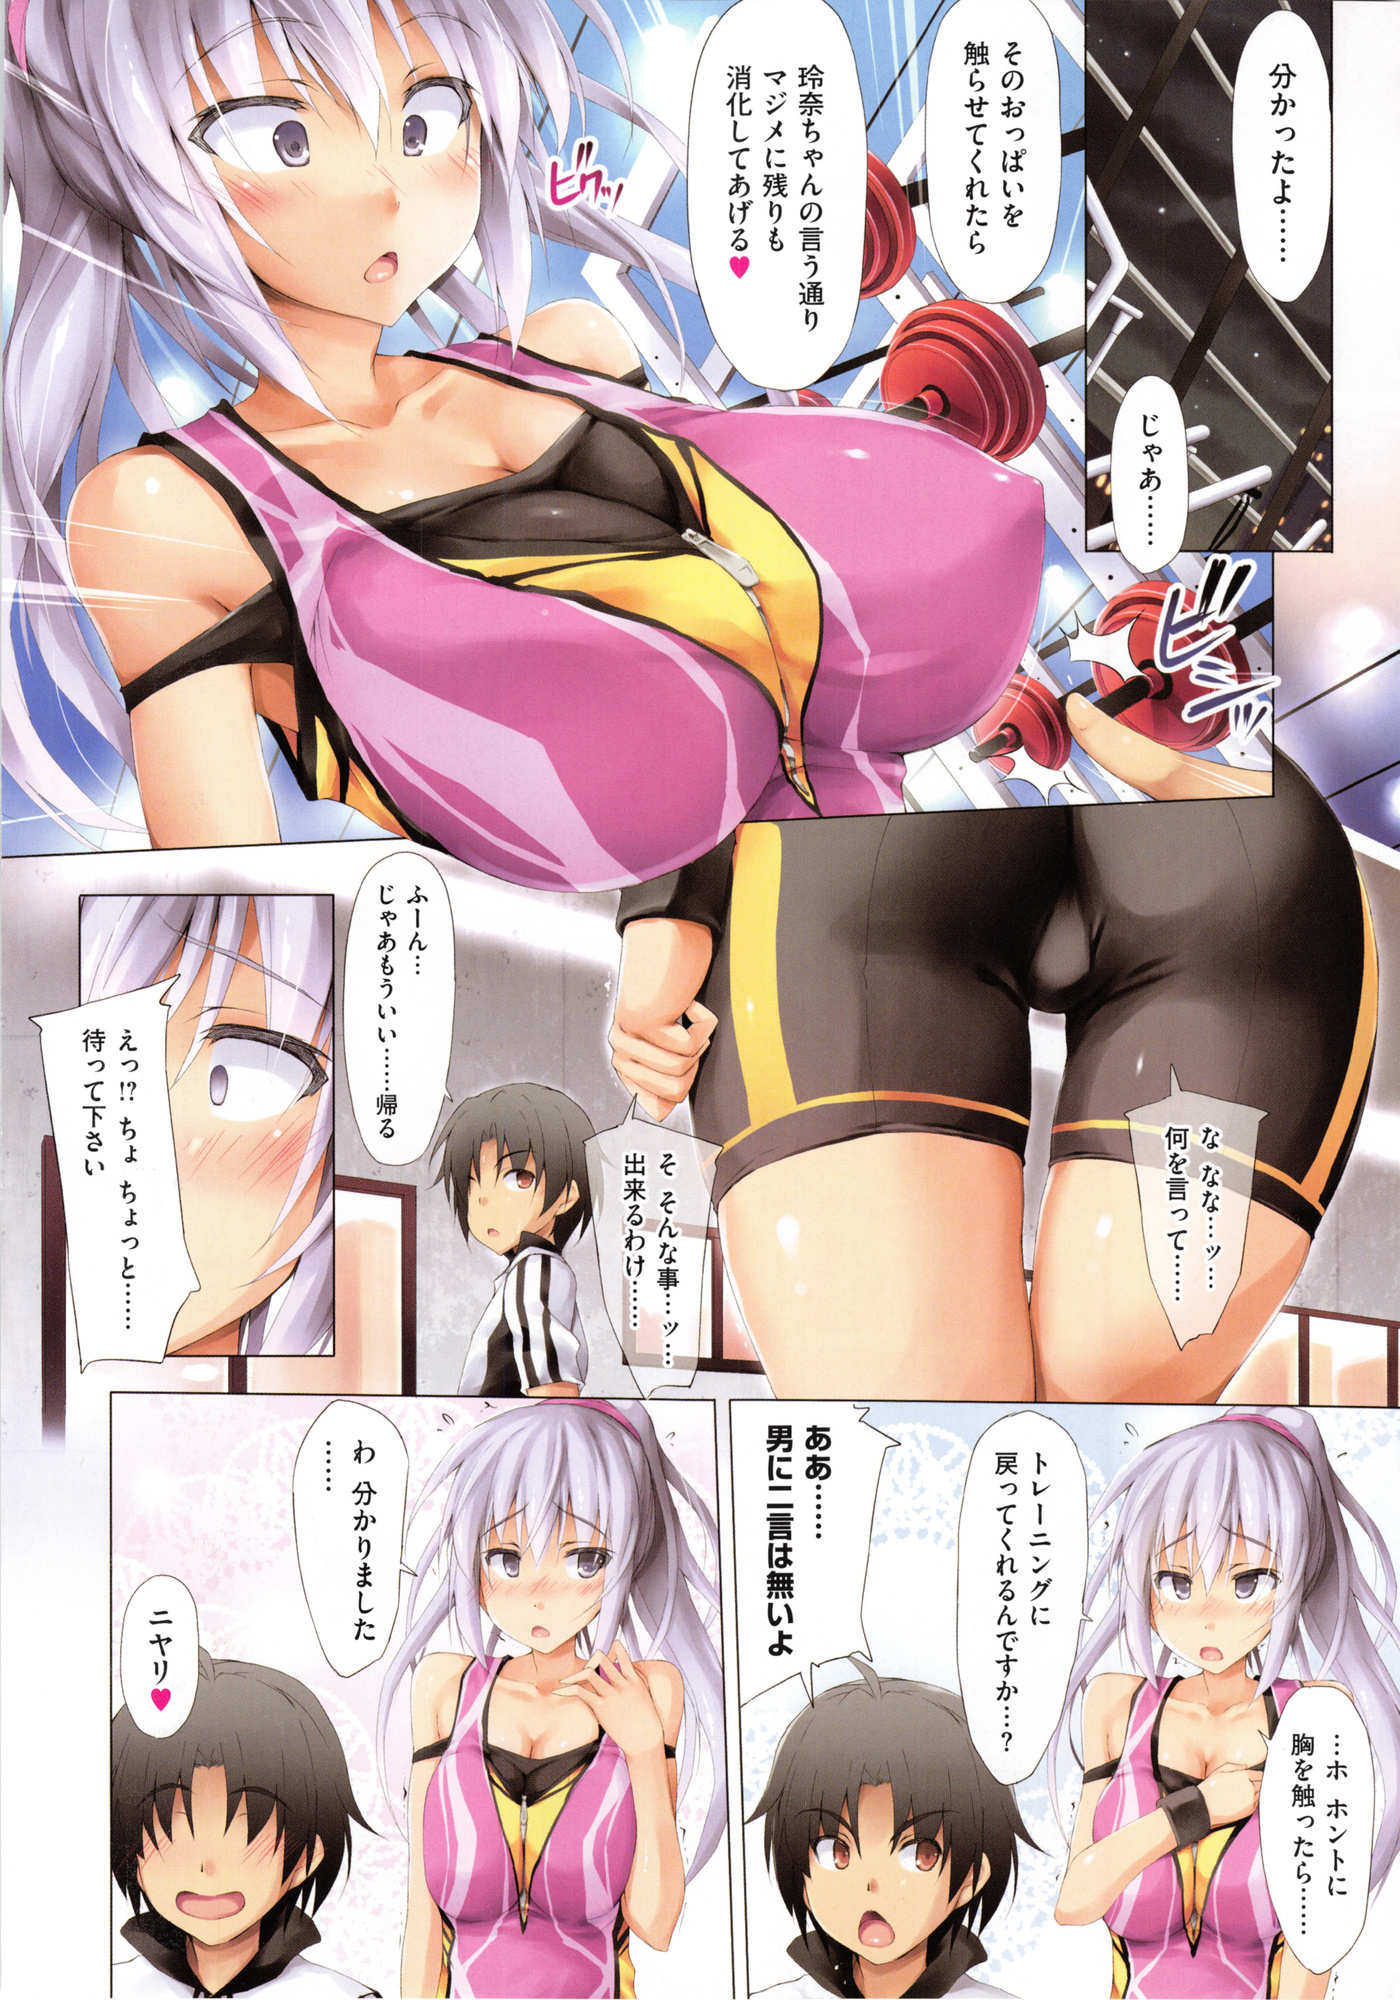 分かったよ……
じゃあ……
そのおっぱいを
触らせてくれたら
玲奈ちゃんの言う通り
マジメに残りも
消化してあげる♥
ビクッ
ビシッ
な なな…ッ…
何を言って……
そ そんな事…ッ…
出来るわけ……
ふーん…
じゃあもういい……帰る
えっ!? ちょ ちょっと……
待って下さい
…ホ ホントに
胸を触ったら……
トレーニングに
戻ってくれるんですか…?
ああ……
男に二言は無いよ
わ 分かりました
……
ニヤリ♥